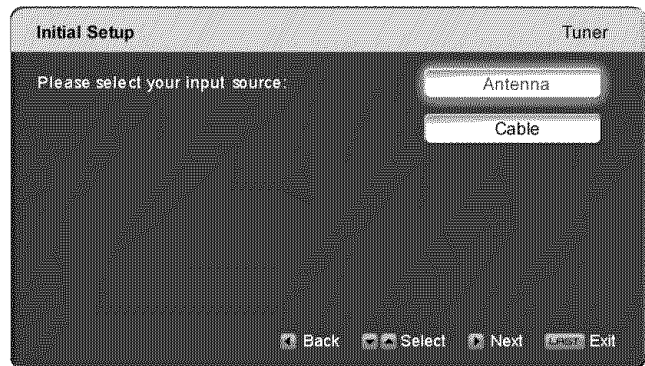 Initial Setup Tuner
Please select your input source: Antenna
Cable
Back Select Next LAST Exit